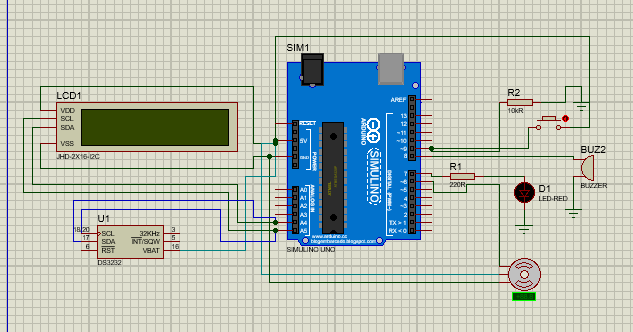 SIM1
LCD1
VDD
SCL
SDA
VSS
JHD-2X16-I2C
RESET
5V
GND
POWER
A0
A1
A2
A3
A4
A5
ANALOG IN
AREF
13
12
~11
~10
~9
8
7
~6
~5
4
~3
2
TX > 1
RX < 0
DIGITAL (PWM~)
ARDUINO
SIMULINO
www.arduino.cc
blogembarcado.blogspot.com
SIMULINO UNO
U1
18/20
17
6
SCL
SDA
RST
32KHz
INT/SQW
VBAT
3
5
16
DS3232
R2
10kR
BUZ2
BUZZER
R1
220R
D1
LED-RED